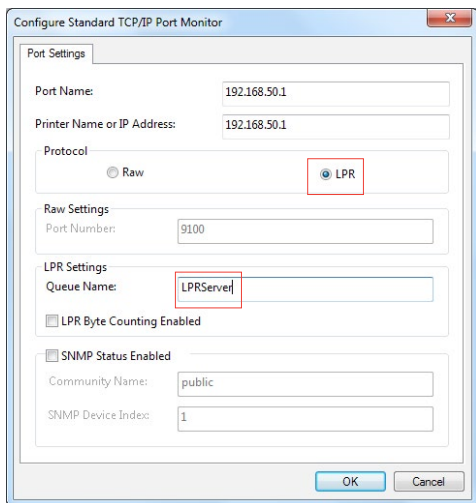 Configure Standard TCP/IP Port Monitor
Port Settings
Port Name: 192.168.50.1
Printer Name or IP Address: 192.168.50.1
Protocol
Raw LPR
Raw Settings
Port Number: 9100
LPR Settings
Queue Name: LPRServer
LPR Byte Counting Enabled
SNMP Status Enabled
Community Name: public
SNMP Device Index: 1
OK Cancel